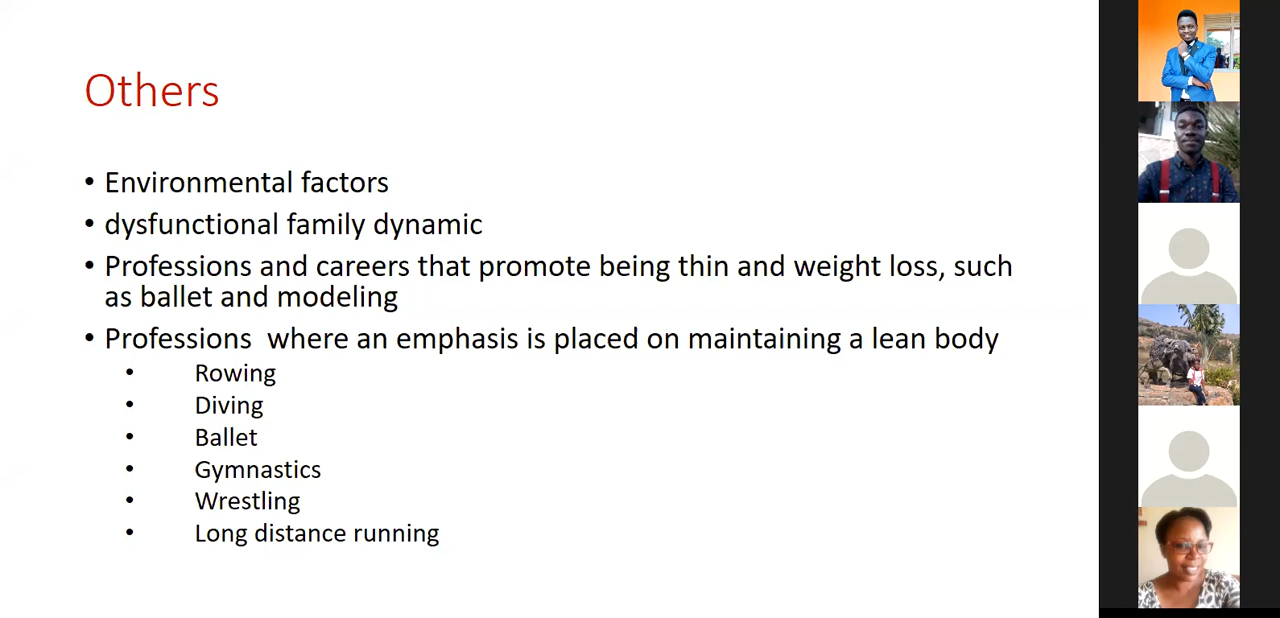 Others
• Environmental factors
• dysfunctional family dynamic
• Professions and careers that promote being thin and weight loss, such
as ballet and modeling
• Professions  where an emphasis is placed on maintaining a lean body
• Rowing
• Diving
• Ballet
• Gymnastics
• Wrestling
• Long distance running